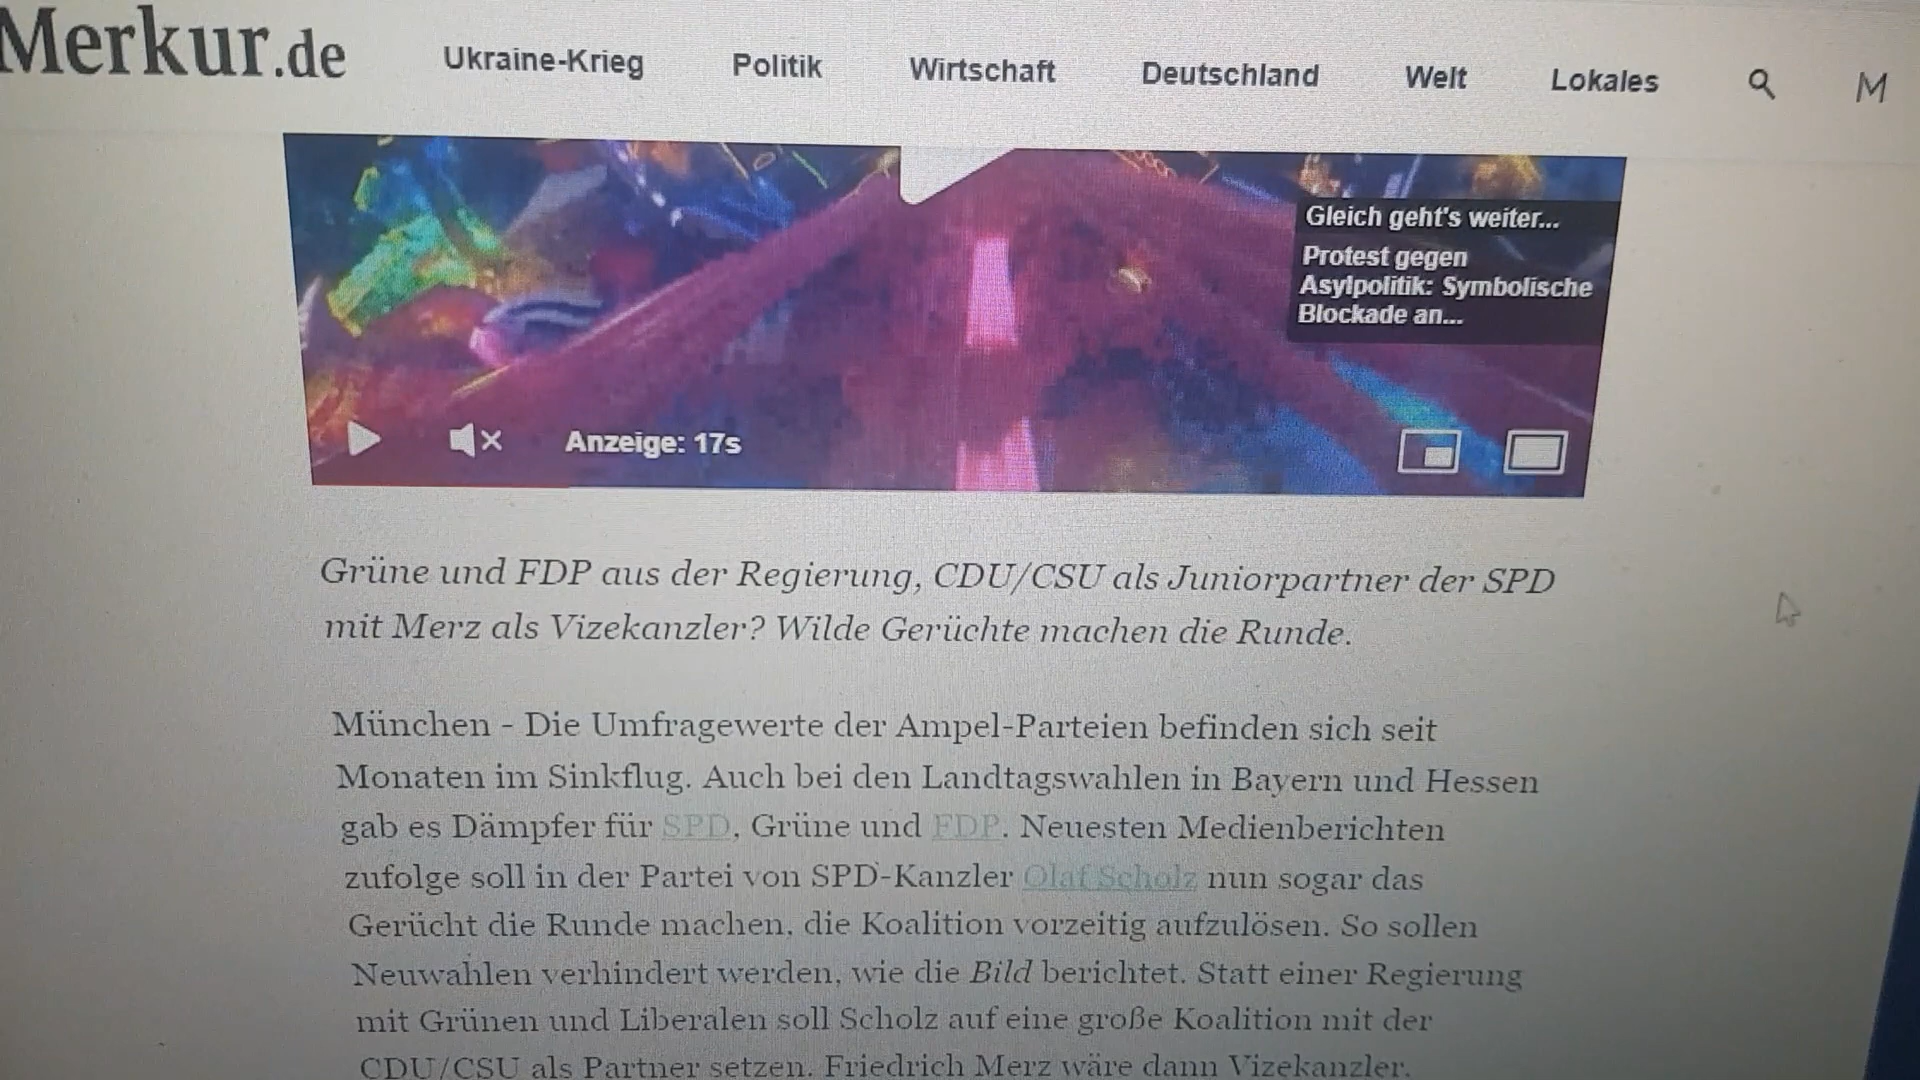 Merkur.de
Ukraine-Krieg
Politik
Wirtschaft
Deutschland
Welt
Lokales
M
Gleich geht's weiter...
Protest gegen
Asylpolitik: Symbolische
Blockade an...
Anzeige: 17s
Grüne und FDP aus der Regierung, CDU/CSU als Juniorpartner der SPD
mit Merz als Vizekanzler? Wilde Gerüchte machen die Runde.
München - Die Umfragewerte der Ampel-Parteien befinden sich seit
Monaten im Sinkflug. Auch bei den Landtagswahlen in Bayern und Hessen
gab es Dämpfer für SPD, Grüne und FDP. Neuesten Medienberichten
zufolge soll in der Partei von SPD-Kanzler Olaf Scholz nun sogar das
Gerücht die Runde machen, die Koalition vorzeitig aufzulösen. So sollen
Neuwahlen verhindert werden, wie die Bild berichtet. Statt einer Regierung
mit Grünen und Liberalen soll Scholz auf eine große Koalition mit der
CDU/CSU als Partner setzen. Friedrich Merz wäre dann Vizekanzler.